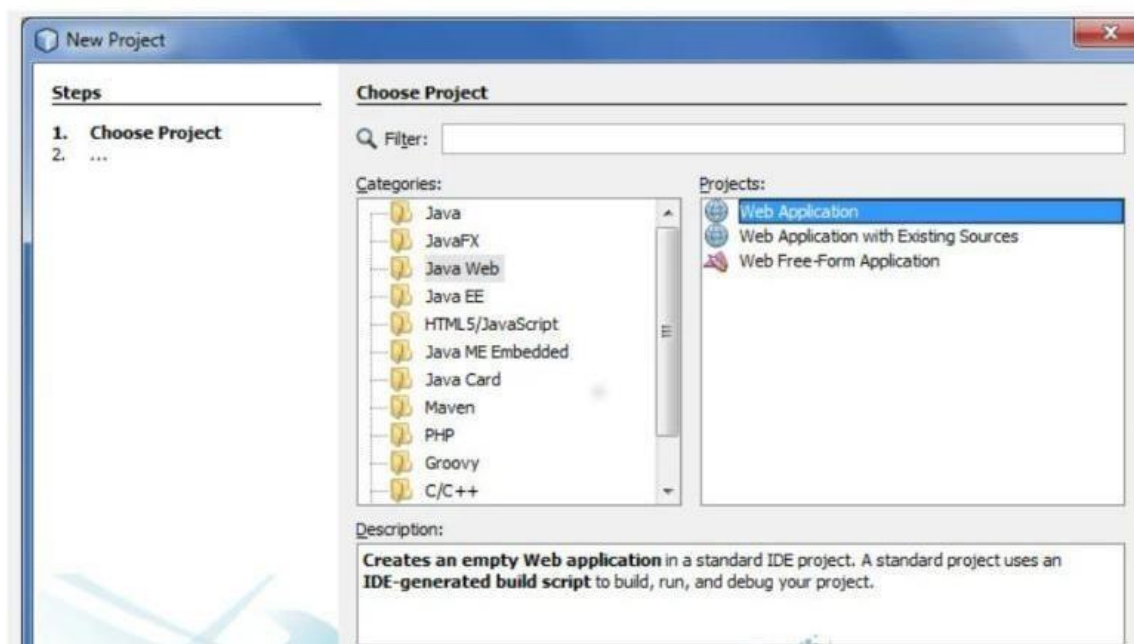 New Project
Steps
1. Choose Project
2. ...
Choose Project
Filter:
Categories:
Java
JavaFX
Java Web
Java EE
HTML5/JavaScript
Java ME Embedded
Java Card
Maven
PHP
Groovy
C/C++
Projects:
Web Application
Web Application with Existing Sources
Web Free-Form Application
Description:
Creates an empty Web application in a standard IDE project. A standard project uses an
IDE-generated build script to build, run, and debug your project.